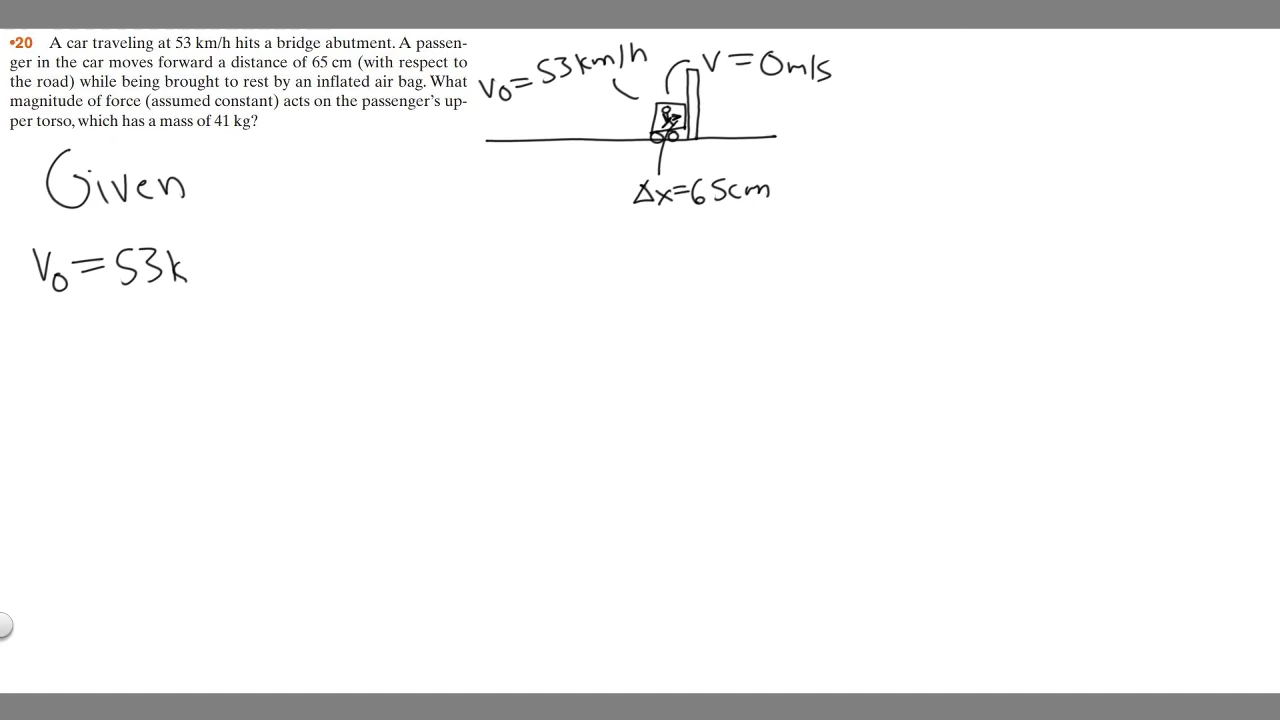 •20 A car traveling at 53 km/h hits a bridge abutment. A passen-
ger in the car moves forward a distance of 65 cm (with respect to
the road) while being brought to rest by an inflated air bag. What
magnitude of force (assumed constant) acts on the passenger's up-
per torso, which has a mass of 41 kg?
V₀=53km/h
V=0m/s
Δx=65cm
Given
V₀=53k